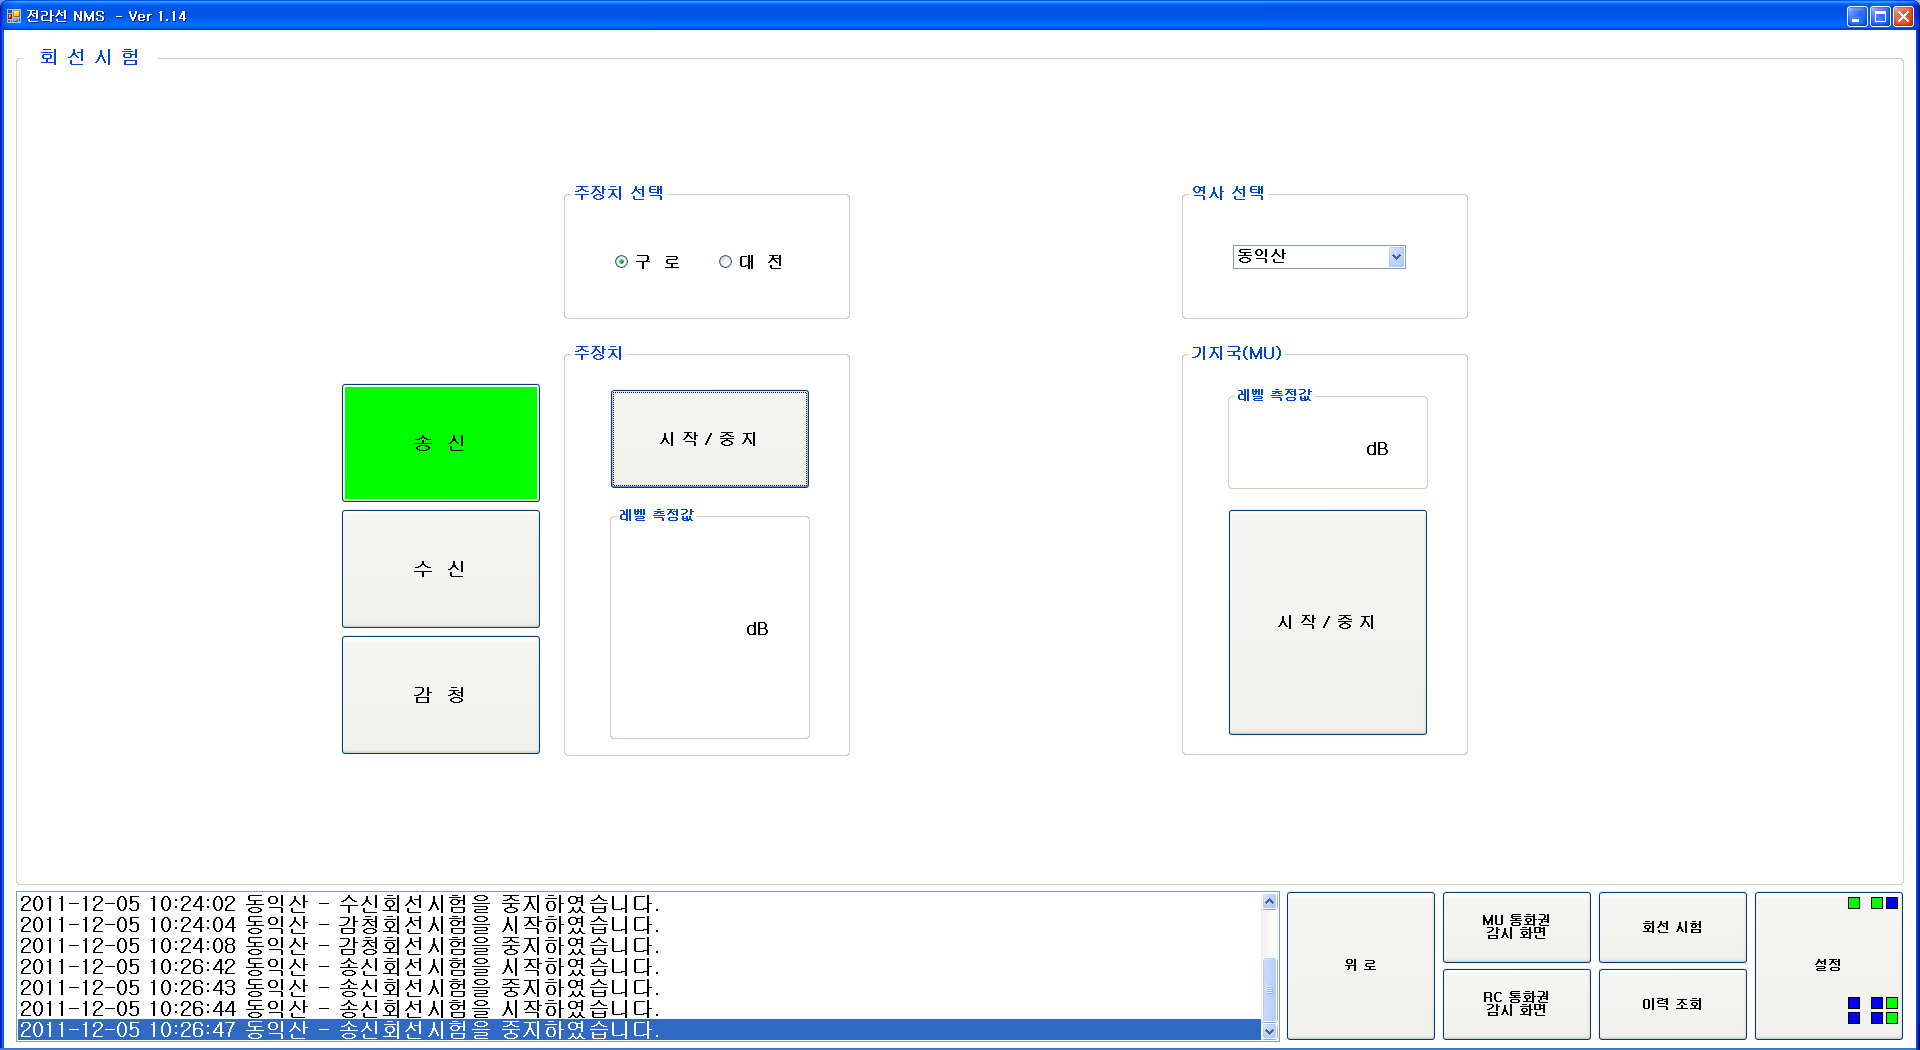 전라선 NMS - Ver 1.14
회 선 시 험
주장치 선택
구 로
대 전
역사 선택
동익산
송 신
수 신
감 청
주장치
시 작 / 중 지
레벨 측정값
dB
기지국(MU)
레벨 측정값
dB
시 작 / 중 지
2011-12-05 10:24:02 동익산 - 수신회선시험을 중지하였습니다.
2011-12-05 10:24:04 동익산 - 감청회선시험을 시작하였습니다.
2011-12-05 10:24:08 동익산 - 감청회선시험을 중지하였습니다.
2011-12-05 10:26:42 동익산 - 송신회선시험을 시작하였습니다.
2011-12-05 10:26:43 동익산 - 송신회선시험을 중지하였습니다.
2011-12-05 10:26:44 동익산 - 송신회선시험을 시작하였습니다.
2011-12-05 10:26:47 동익산 - 송신회선시험을 중지하였습니다.
위 로
MU 통화권
감시 화면
RC 통화권
감시 화면
회선 시험
이력 조회
설정